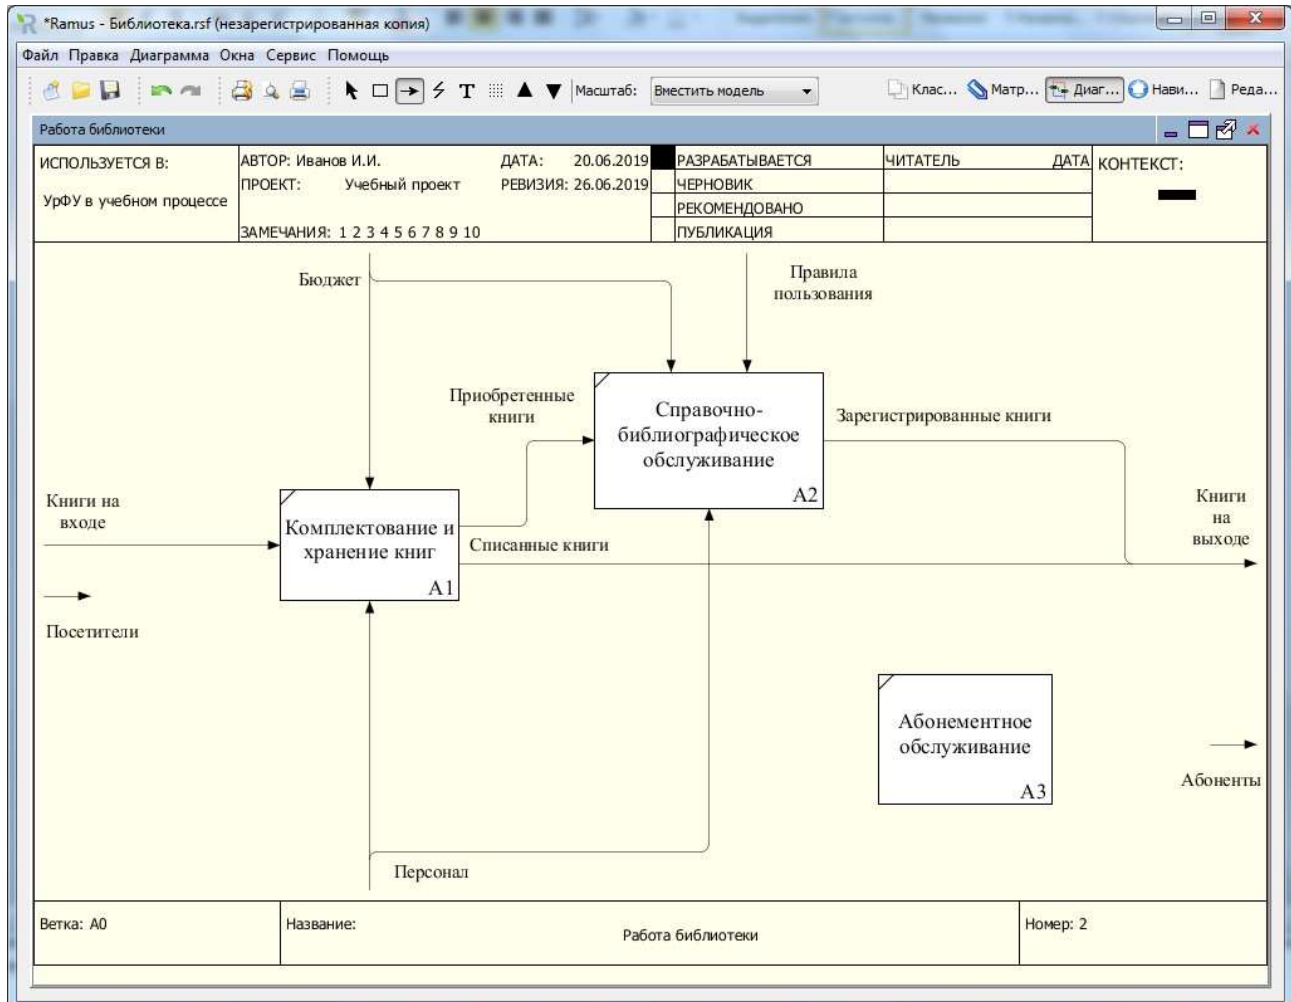 *Ramus - Библиотека.rsf (незарегистрированная копия)
Файл Правка Диаграмма Окна Сервис Помощь
T Масштаб: Вместить модель Клас... Матр... Диаг... Нави... Реда...
Работа библиотеки
ИСПОЛЬЗУЕТСЯ В:
УрФУ в учебном процессе
АВТОР: Иванов И.И. ДАТА: 20.06.2019
ПРОЕКТ: Учебный проект РЕВИЗИЯ: 26.06.2019
ЗАМЕЧАНИЯ: 1 2 3 4 5 6 7 8 9 10
РАЗРАБАТЫВАЕТСЯ
ЧЕРНОВИК
РЕКОМЕНДОВАНО
ПУБЛИКАЦИЯ
ЧИТАТЕЛЬ ДАТА
КОНТЕКСТ:
Бюджет
Правила
пользования
Приобретенные
книги
Справочно-
библиографическое
обслуживание
A2
Зарегистрированные книги
Книги на
входе
Комплектование и
хранение книг
A1
Списанные книги
Книги
на
выходе
Посетители
Абонементное
обслуживание
A3
Абоненты
Персонал
Ветка: A0
Название:
Работа библиотеки
Номер: 2